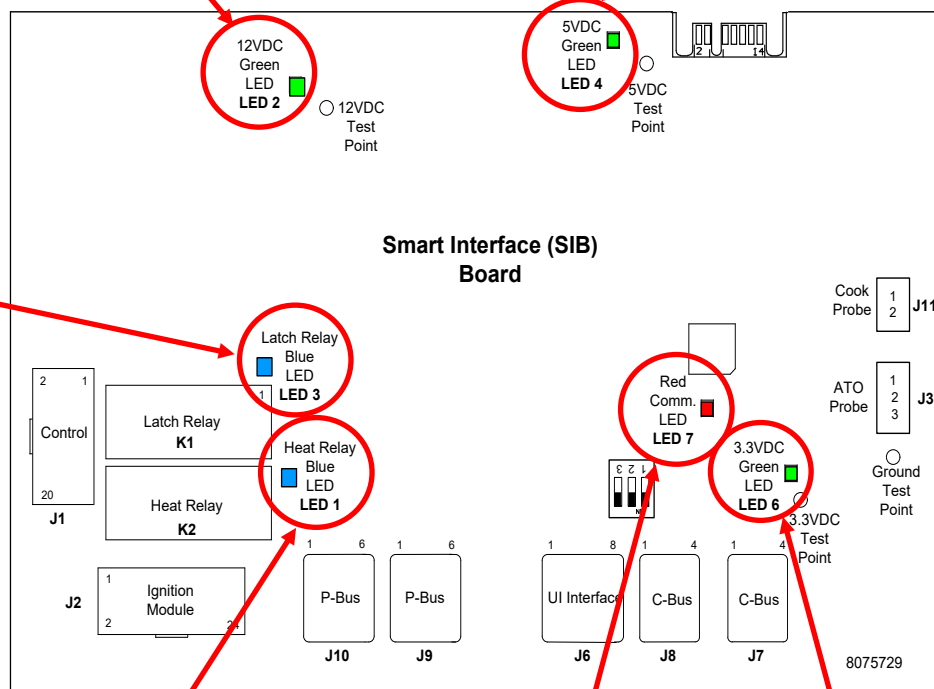 12VDC
Green
LED
LED 2
12VDC
Test
Point
5VDC
Green
LED
LED 4
5VDC
Test
Point
2
14
Smart Interface (SIB)
Board
Cook
Probe
1
2
J11
Latch Relay
Blue
LED
LED 3
2
1
Control
20
J1
1
Latch Relay
K1
Heat Relay
Blue
LED
LED 1
Heat Relay
K2
Red
Comm.
LED
LED 7
ATO
Probe
1
2
3
J3
3.3VDC
Green
LED
LED 6
3.3VDC
Test
Point
Ground
Test
Point
1 2 3
J2
1
2
Ignition
Module
24
1 6
P-Bus
J10
1 6
P-Bus
J9
1 8
UI Interface
J6
1 4
C-Bus
J8
1 4
C-Bus
J7
8075729